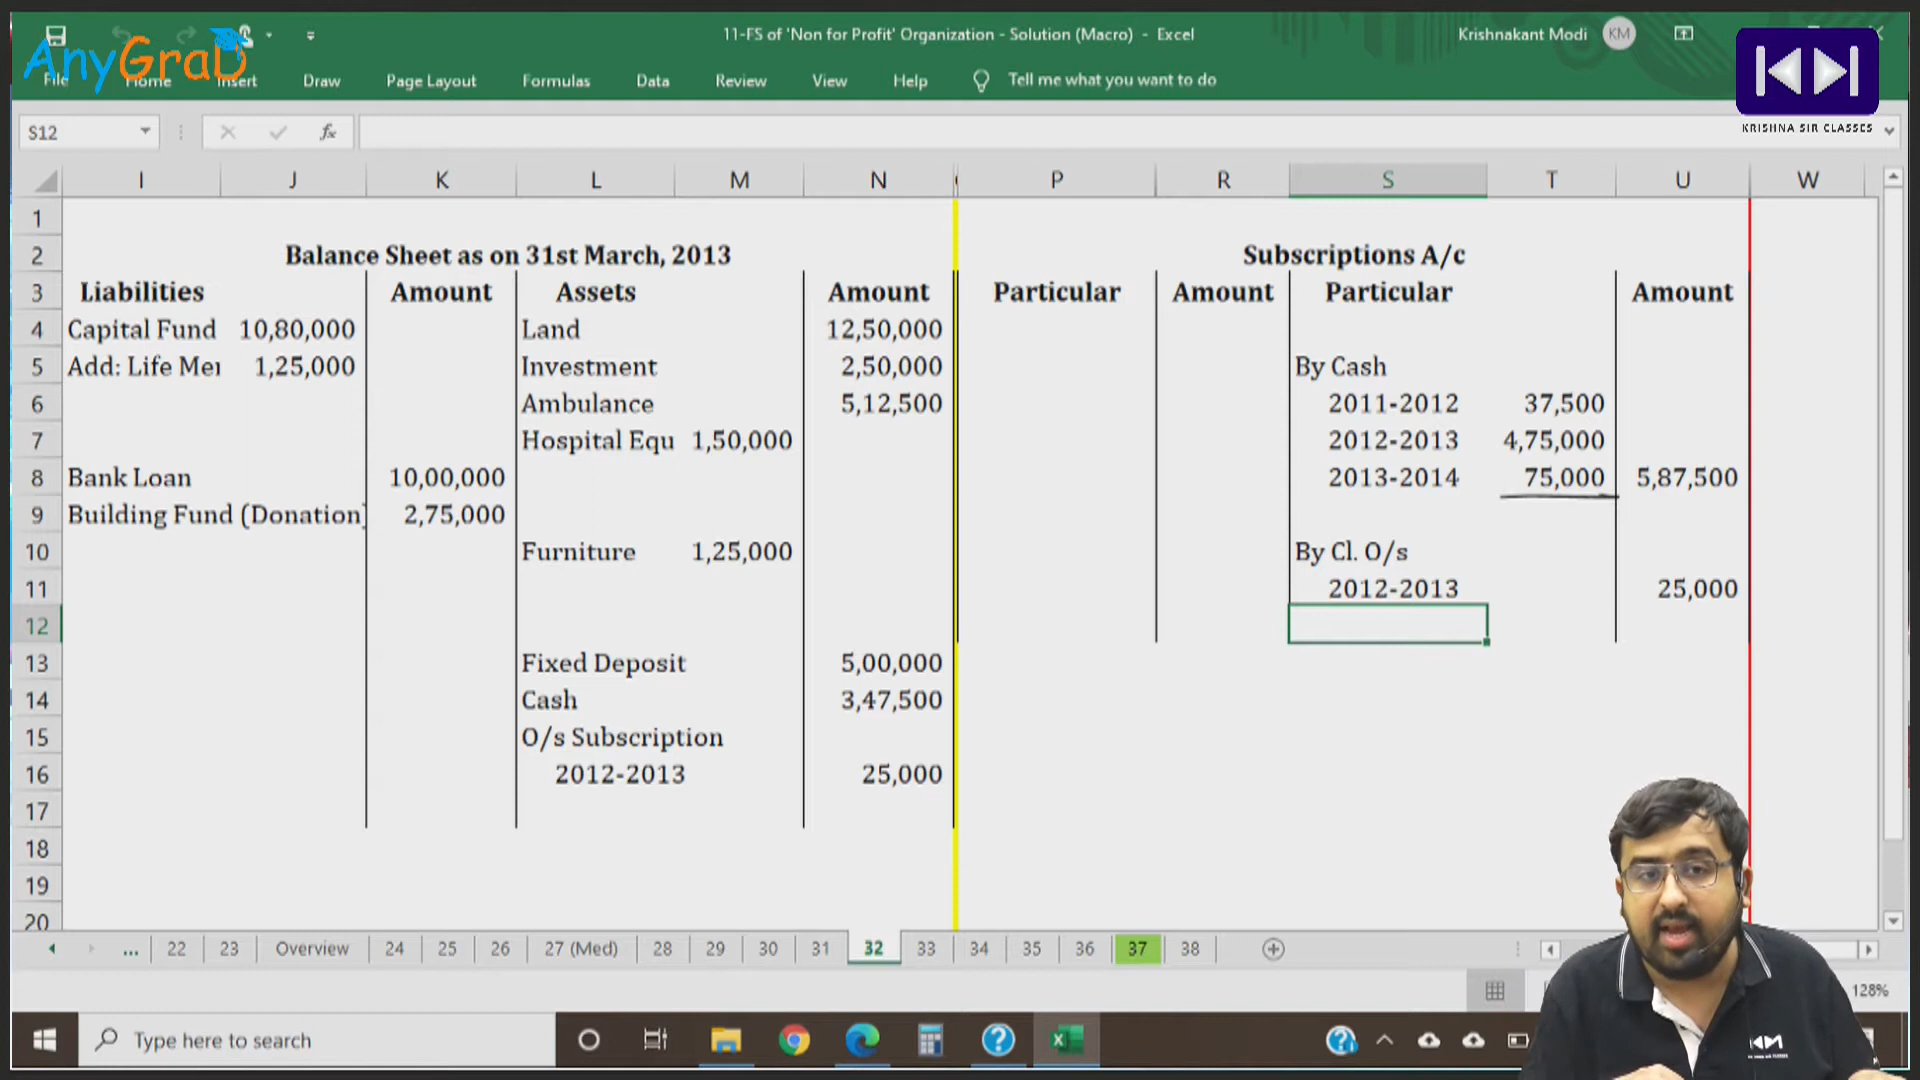 11-FS of 'Non for Profit' Organization - Solution (Macro) - Excel
Krishnakant Modi
KM
AnyGraD
File Home Insert Draw Page Layout Formulas Data Review View Help Tell me what you want to do
KRISHNA SIR CLASSES
S12
fx
I J K L M N P R S T U W
1
2 Balance Sheet as on 31st March, 2013 Subscriptions A/c
3 Liabilities Amount Assets Amount Particular Amount Particular Amount
4 Capital Fund 10,80,000 Land 12,50,000
5 Add: Life Mer 1,25,000 Investment 2,50,000 By Cash
6 Ambulance 5,12,500 2011-2012 37,500
7 Hospital Equ 1,50,000 2012-2013 4,75,000
8 Bank Loan 10,00,000 2013-2014 75,000 5,87,500
9 Building Fund (Donation) 2,75,000
10 Furniture 1,25,000 By Cl. O/s
11 2012-2013 25,000
12
13 Fixed Deposit 5,00,000
14 Cash 3,47,500
15 O/s Subscription
16 2012-2013 25,000
17
18
19
20
... 22 23 Overview 24 25 26 27 (Med) 28 29 30 31 32 33 34 35 36 37 38
128%
Type here to search
KM